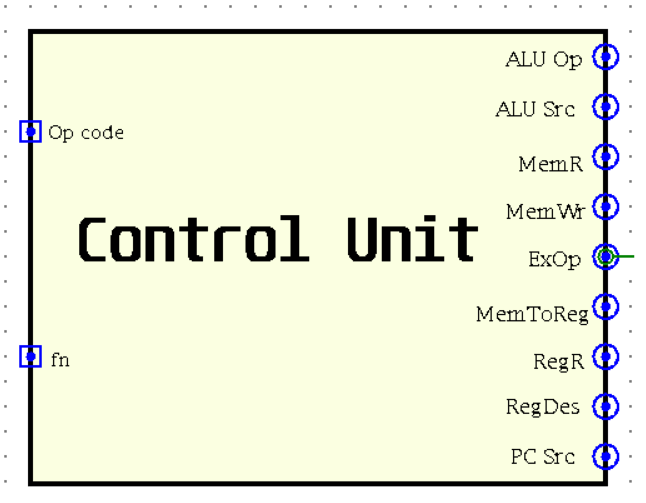 ALU Op
ALU Src
Op code
MemR
MemWr
Control Unit
ExOp
MemToReg
fn
RegR
RegDes
PC Src